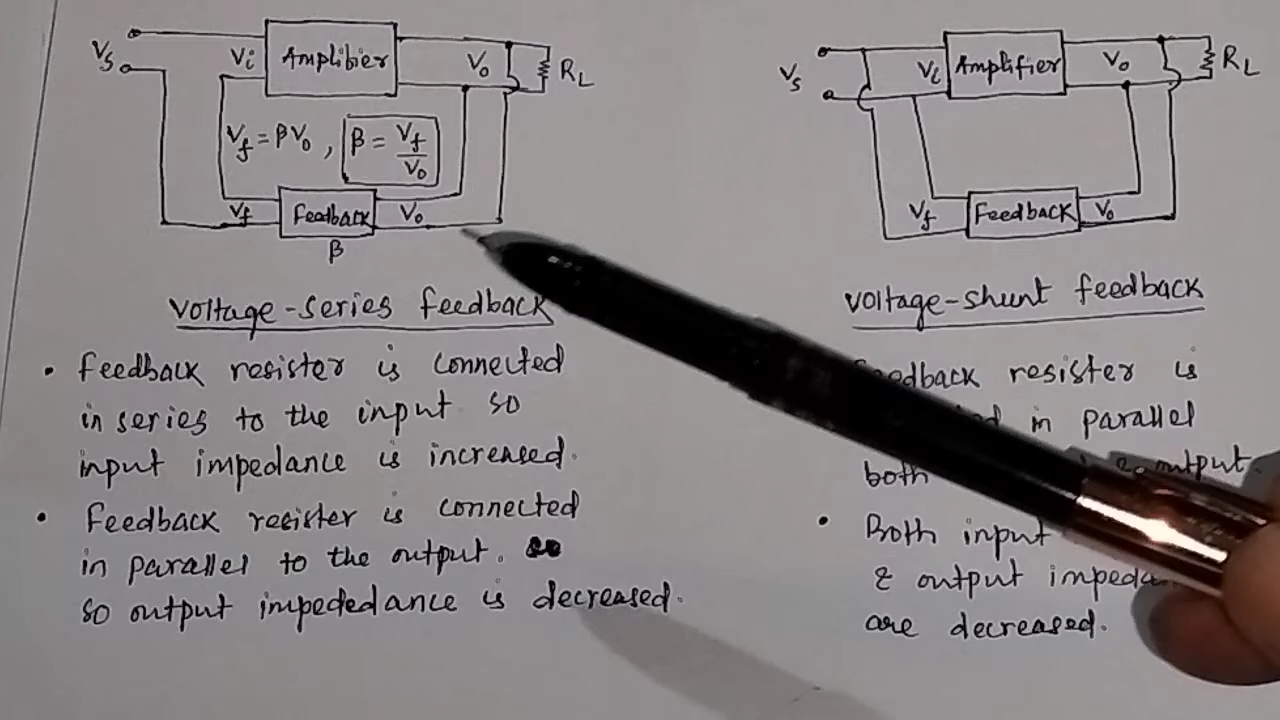 Vs
Vi
Amplibier
Vo
RL
Vf = βVo , β = Vf/Vo
Vf
Feedback
Vo
β
Voltage-series feedback
• Feedback resister is connected
in series to the input so
input impedance is increased.
• Feedback resister is connected
in parallel to the output.
so output impededance is decreased.
Vs
Vi
Amplifier
Vo
RL
Vf
Feedback
Vo
Voltage-shunt feedback
resister is
in parallel
both output.
• Both input
& output
are decreased.